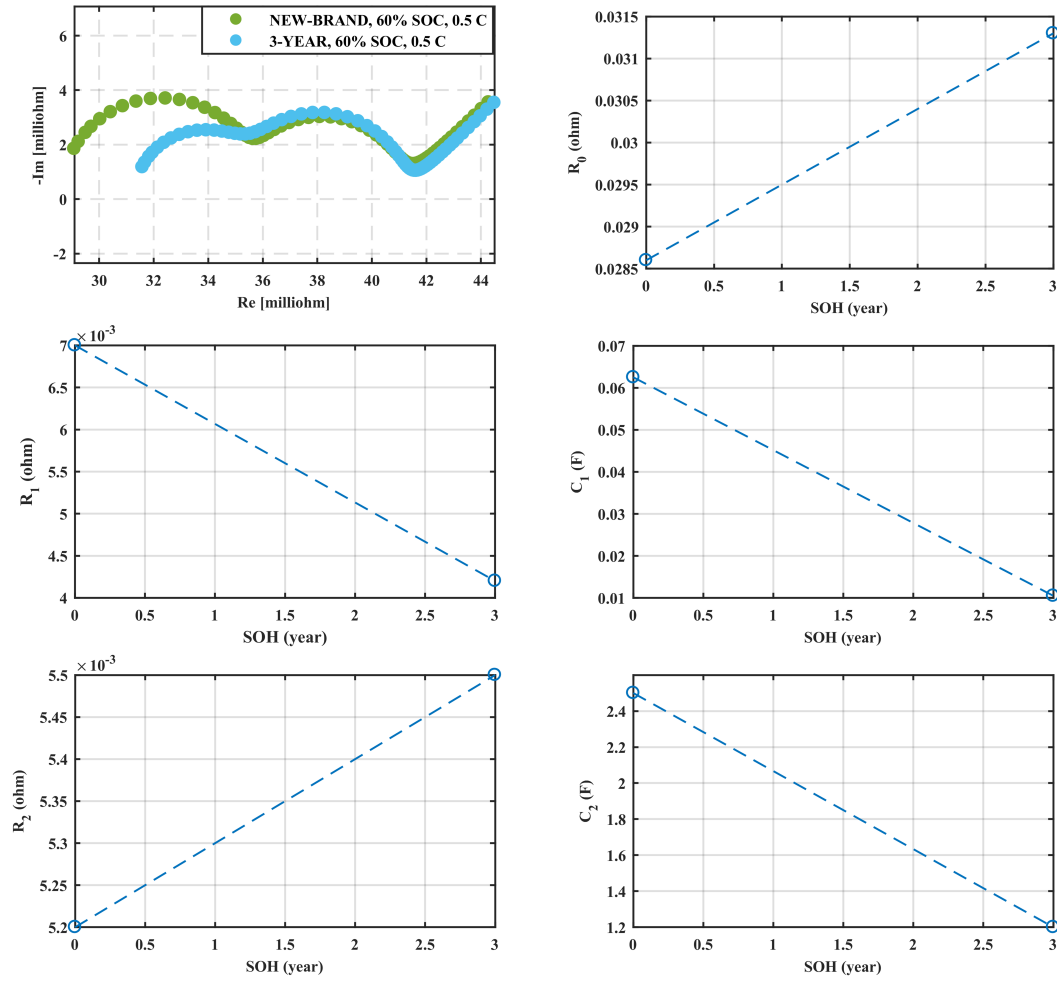 NEW-BRAND, 60% SOC, 0.5 C
3-YEAR, 60% SOC, 0.5 C
6
4
2
0
-2
-Im [milliohm]
30 32 34 36 38 40 42 44
Re [milliohm]
0.0315
0.031
0.0305
0.03
0.0295
0.029
0.0285
R0 (ohm)
0 0.5 1 1.5 2 2.5 3
SOH (year)
×10-3
7
6.5
6
5.5
5
4.5
4
R1 (ohm)
0 0.5 1 1.5 2 2.5 3
SOH (year)
0.07
0.06
0.05
0.04
0.03
0.02
0.01
C1 (F)
0 0.5 1 1.5 2 2.5 3
SOH (year)
×10-3
5.5
5.45
5.4
5.35
5.3
5.25
5.2
R2 (ohm)
0 0.5 1 1.5 2 2.5 3
SOH (year)
2.4
2.2
2
1.8
1.6
1.4
1.2
C2 (F)
0 0.5 1 1.5 2 2.5 3
SOH (year)